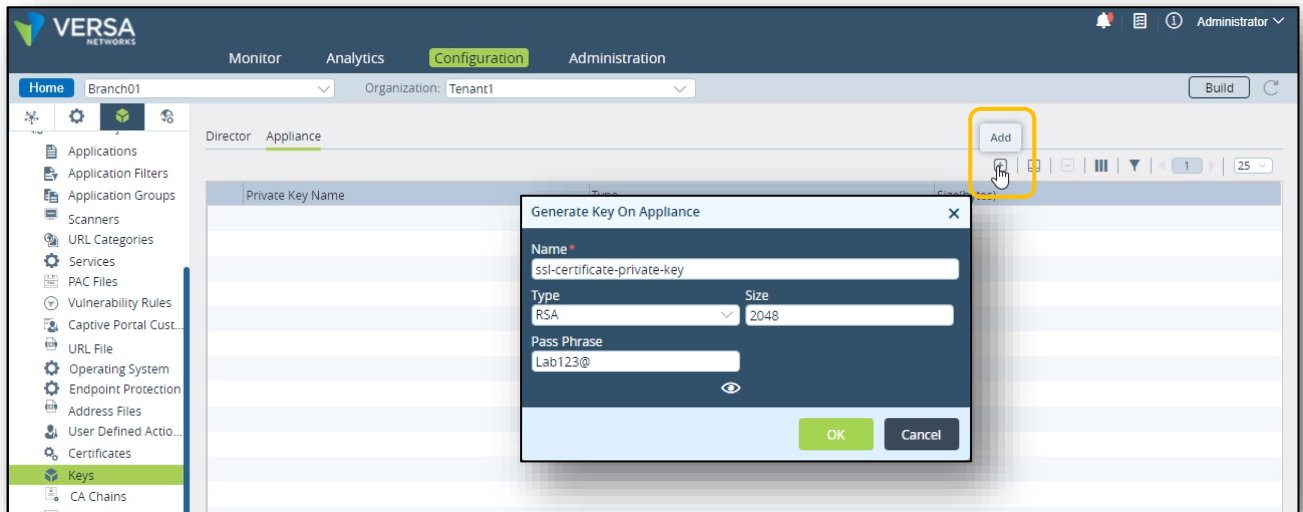 VERSA
NETWORKS
Administrator
Monitor Analytics Configuration Administration
Home Branch01 Organization: Tenant1 Build
Director Appliance
Add
1 25
Applications
Application Filters
Application Groups
Scanners
URL Categories
Services
PAC Files
Vulnerability Rules
Captive Portal Cust...
URL File
Operating System
Endpoint Protection
Address Files
User Defined Actio...
Certificates
Keys
CA Chains
Private Key Name Type Size(bytes)
Generate Key On Appliance
Name*
ssl-certificate-private-key
Type Size
RSA 2048
Pass Phrase
Lab123@
OK Cancel